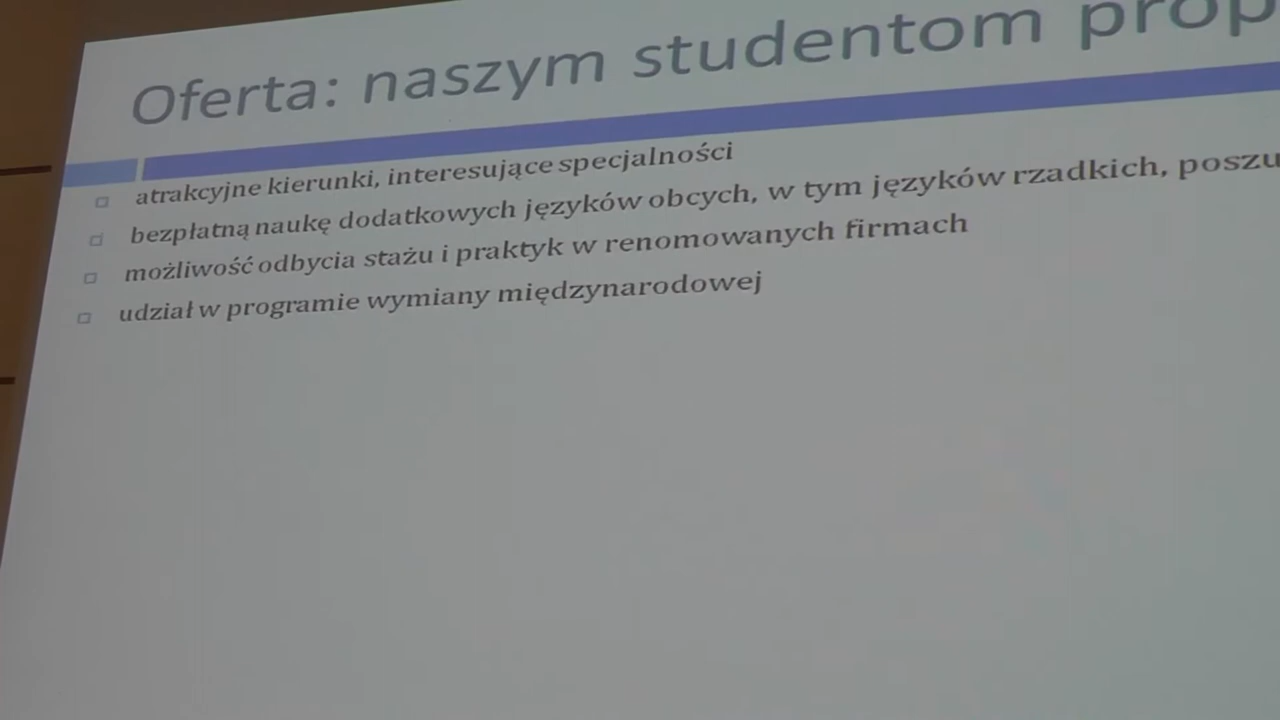 Oferta: naszym studentom prop
atrakcyjne kierunki, interesujące specjalności
bezpłatną naukę dodatkowych języków obcych, w tym języków rzadkich, poszu
możliwość odbycia stażu i praktyk w renomowanych firmach
udział w programie wymiany międzynarodowej